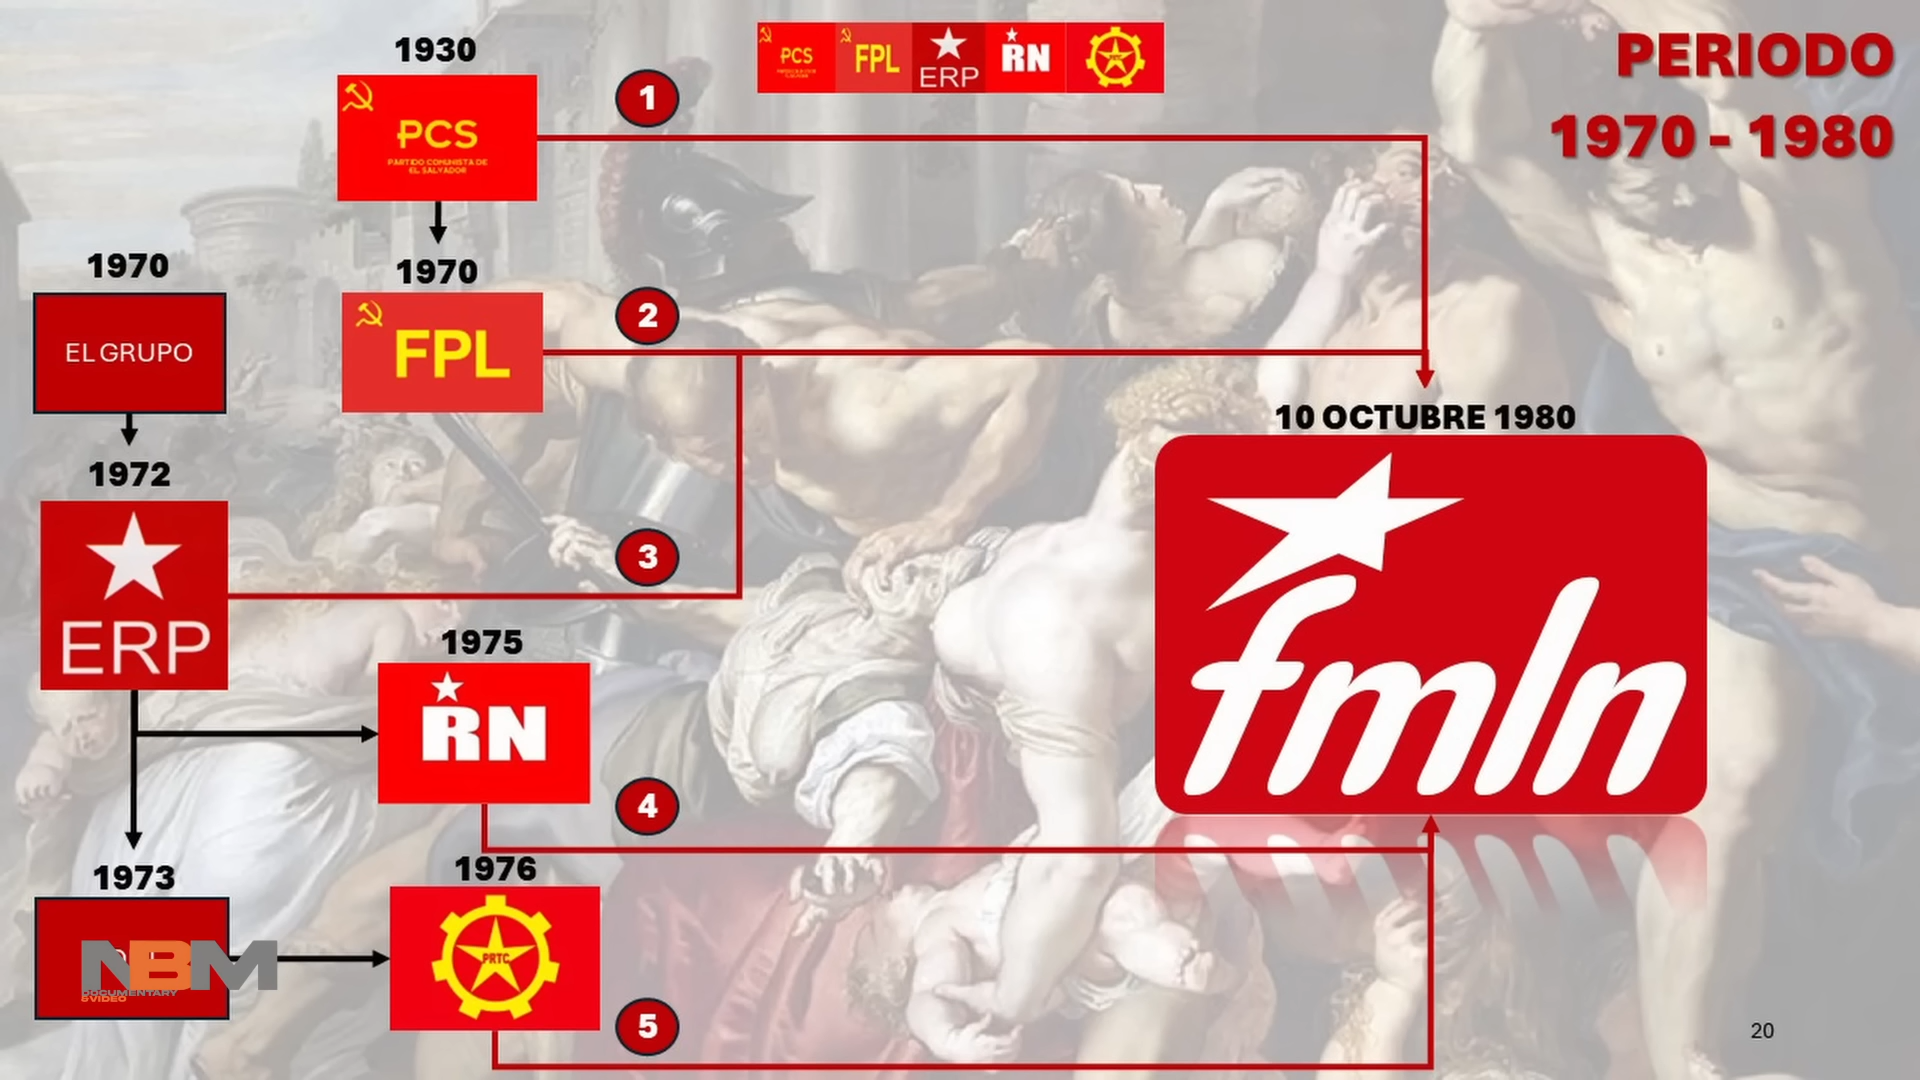 PERIODO
1970 - 1980
PCS
FPL
ERP
RN
1930
PCS
PARTIDO COMUNISTA DE
EL SALVADOR
1
1970
EL GRUPO
1970
FPL
2
10 OCTUBRE 1980
fmln
1972
ERP
3
1975
RN
4
1973
NBM
DOCUMENTARY
&VIDEO
1976
PRTC
5
20